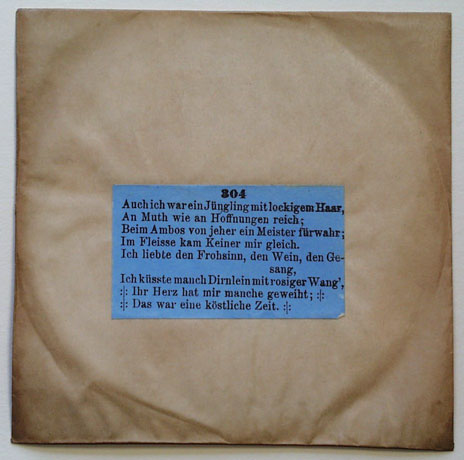 304
Auch ich war ein Jüngling mit lockigem Haar,
An Muth wie an Hoffnungen reich;
Beim Ambos von jeher ein Meister fürwahr;
Im Fleisse kam Keiner mir gleich.
Ich liebte den Frohsinn, den Wein, den Ge-
sang,
Ich küsste manch Dirnlein mit rosiger Wang',
:|: Ihr Herz hat mir manche geweiht; :|:
:|: Das war eine köstliche Zeit. :|: